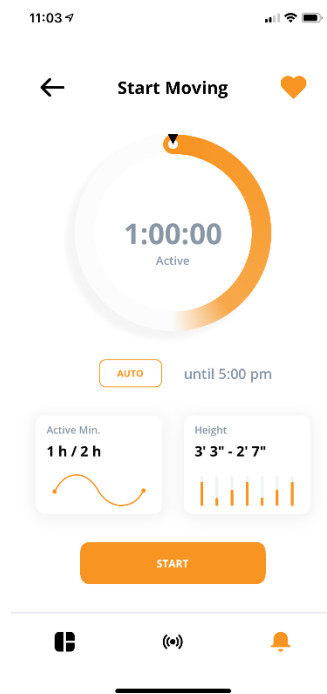 11:03
Start Moving
1:00:00
Active
AUTO
until 5:00 pm
Active Min.
1 h / 2 h
Height
3' 3" - 2' 7"
START